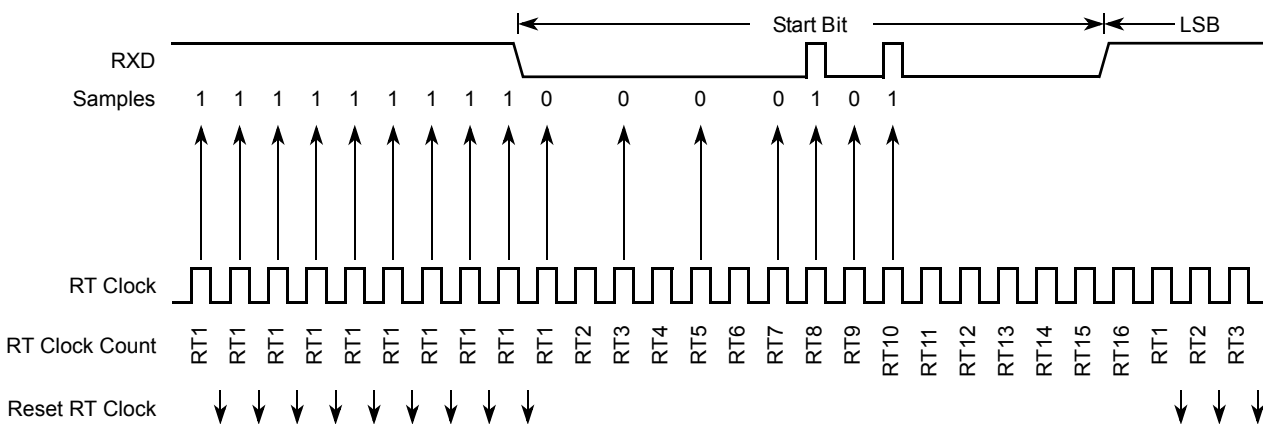 Start Bit LSB
RXD
Samples 1 1 1 1 1 1 1 1 1 0 0 0 0 1 0 1
RT Clock
RT Clock Count RT1 RT1 RT1 RT1 RT1 RT1 RT1 RT1 RT1 RT1 RT2 RT3 RT4 RT5 RT6 RT7 RT8 RT9 RT10 RT11 RT12 RT13 RT14 RT15 RT16 RT1 RT2 RT3
Reset RT Clock